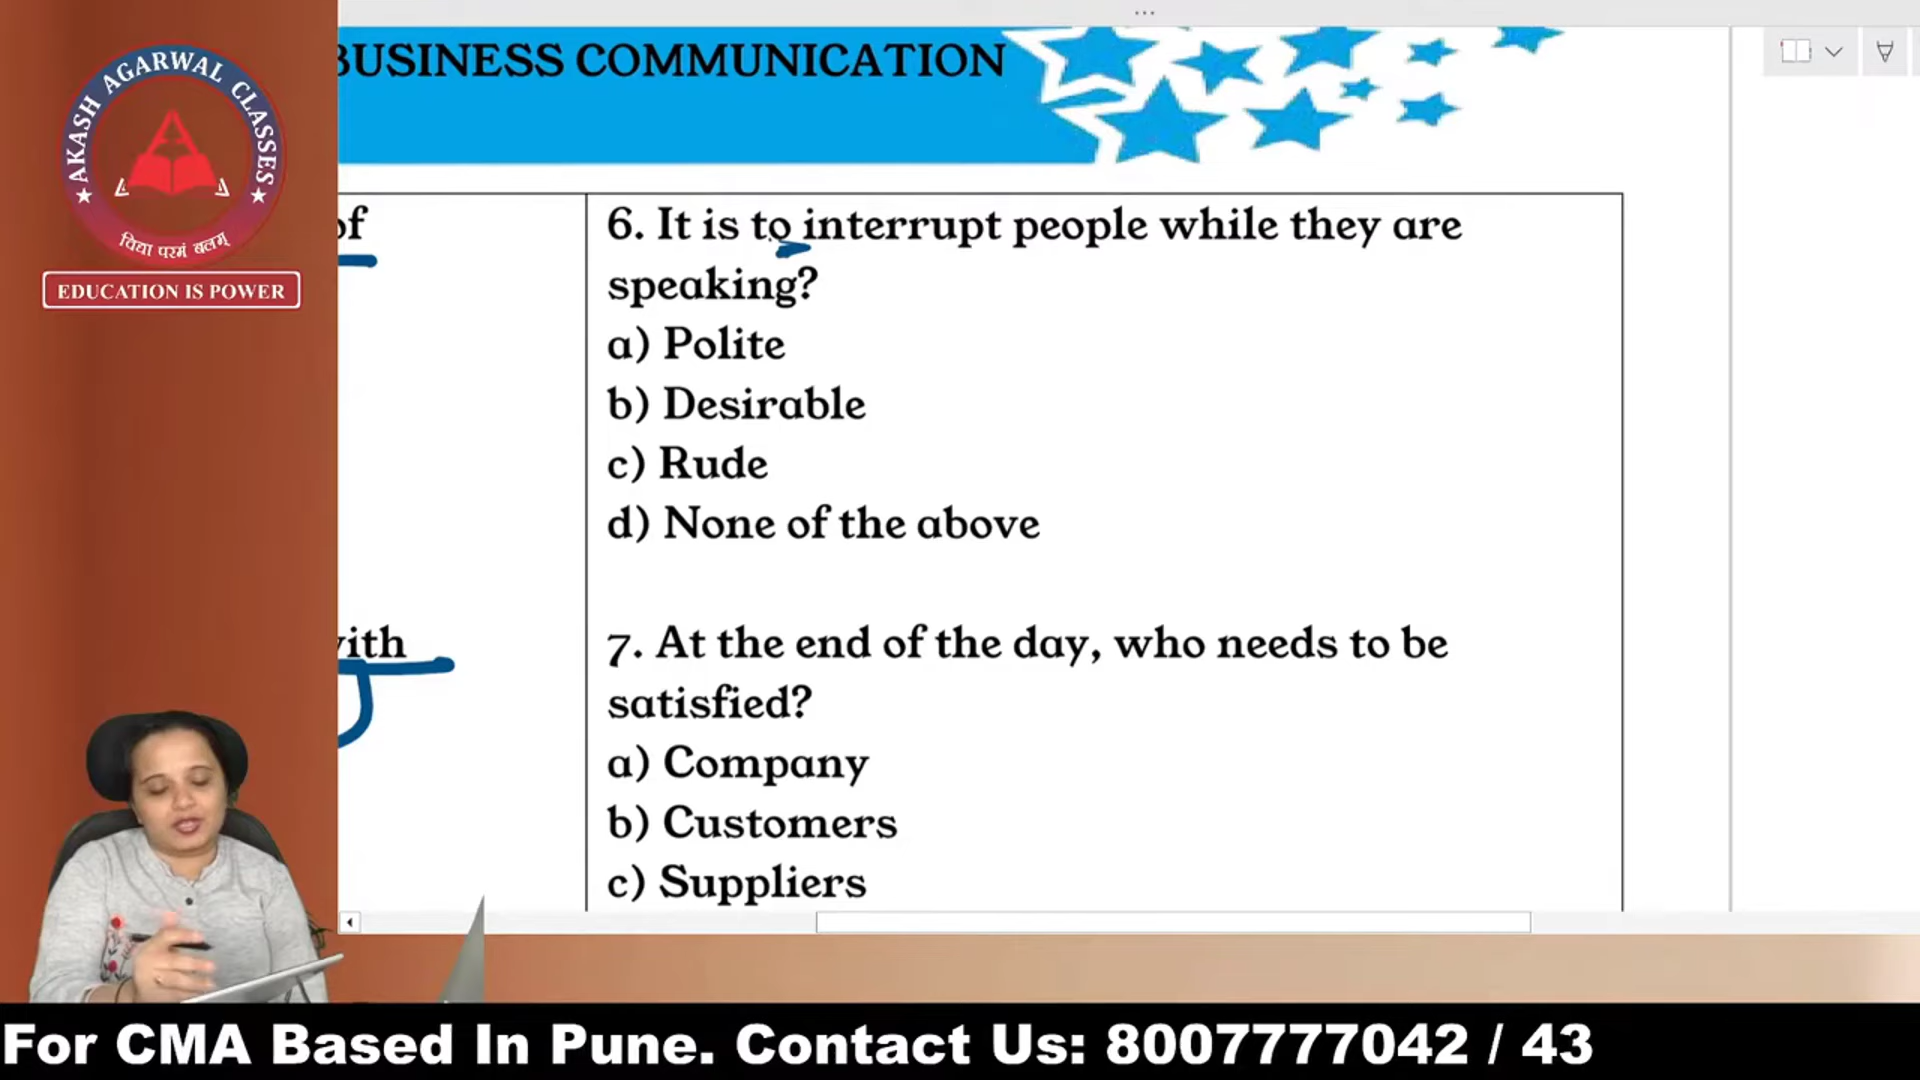 AKASH AGARWAL CLASSES
विद्या परमं बलम्
EDUCATION IS POWER
BUSINESS COMMUNICATION
of
6. It is to interrupt people while they are
speaking?
a) Polite
b) Desirable
c) Rude
d) None of the above
with
7. At the end of the day, who needs to be
satisfied?
a) Company
b) Customers
c) Suppliers
For CMA Based In Pune. Contact Us: 8007777042 / 43